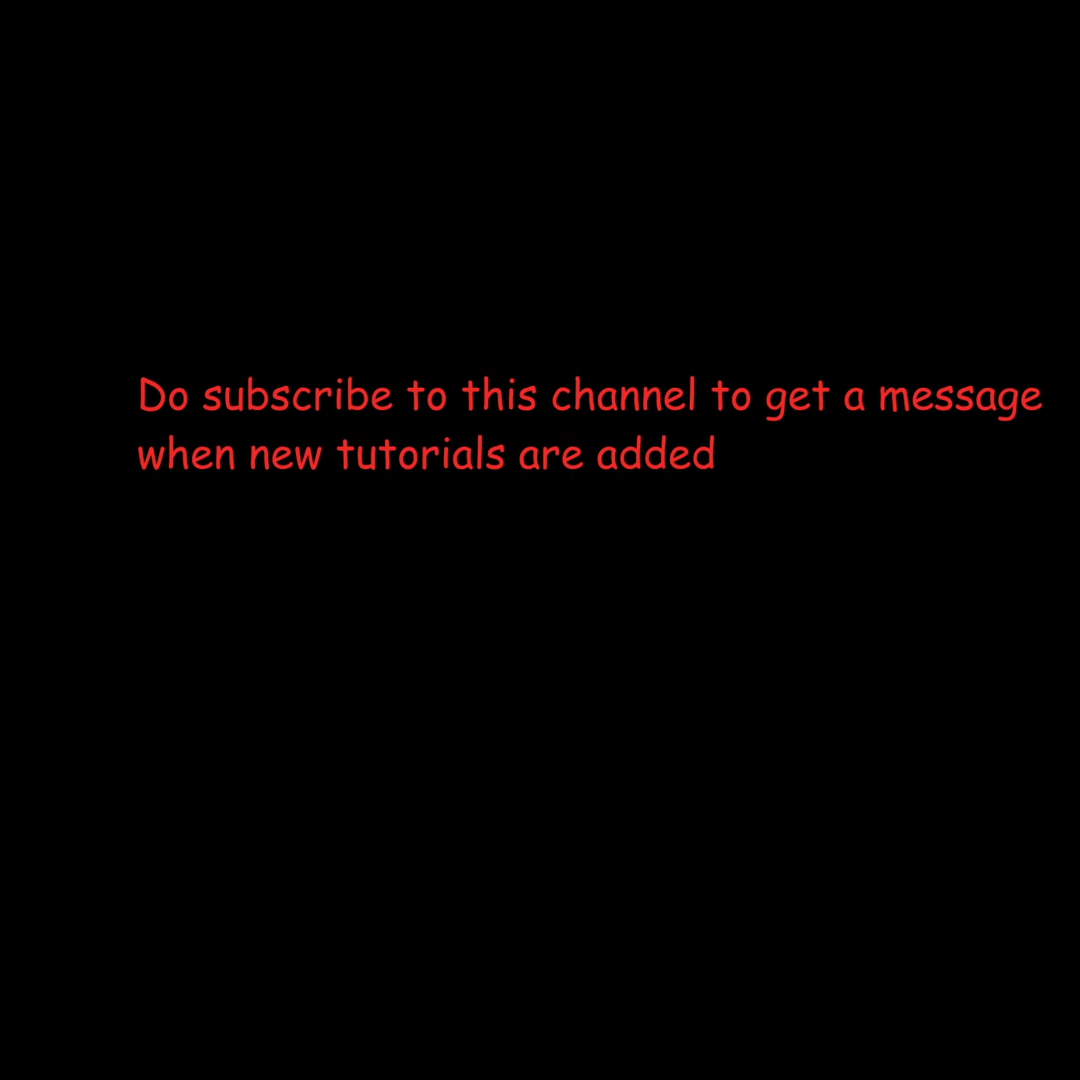 Do subscribe to this channel to get a message
when new tutorials are added